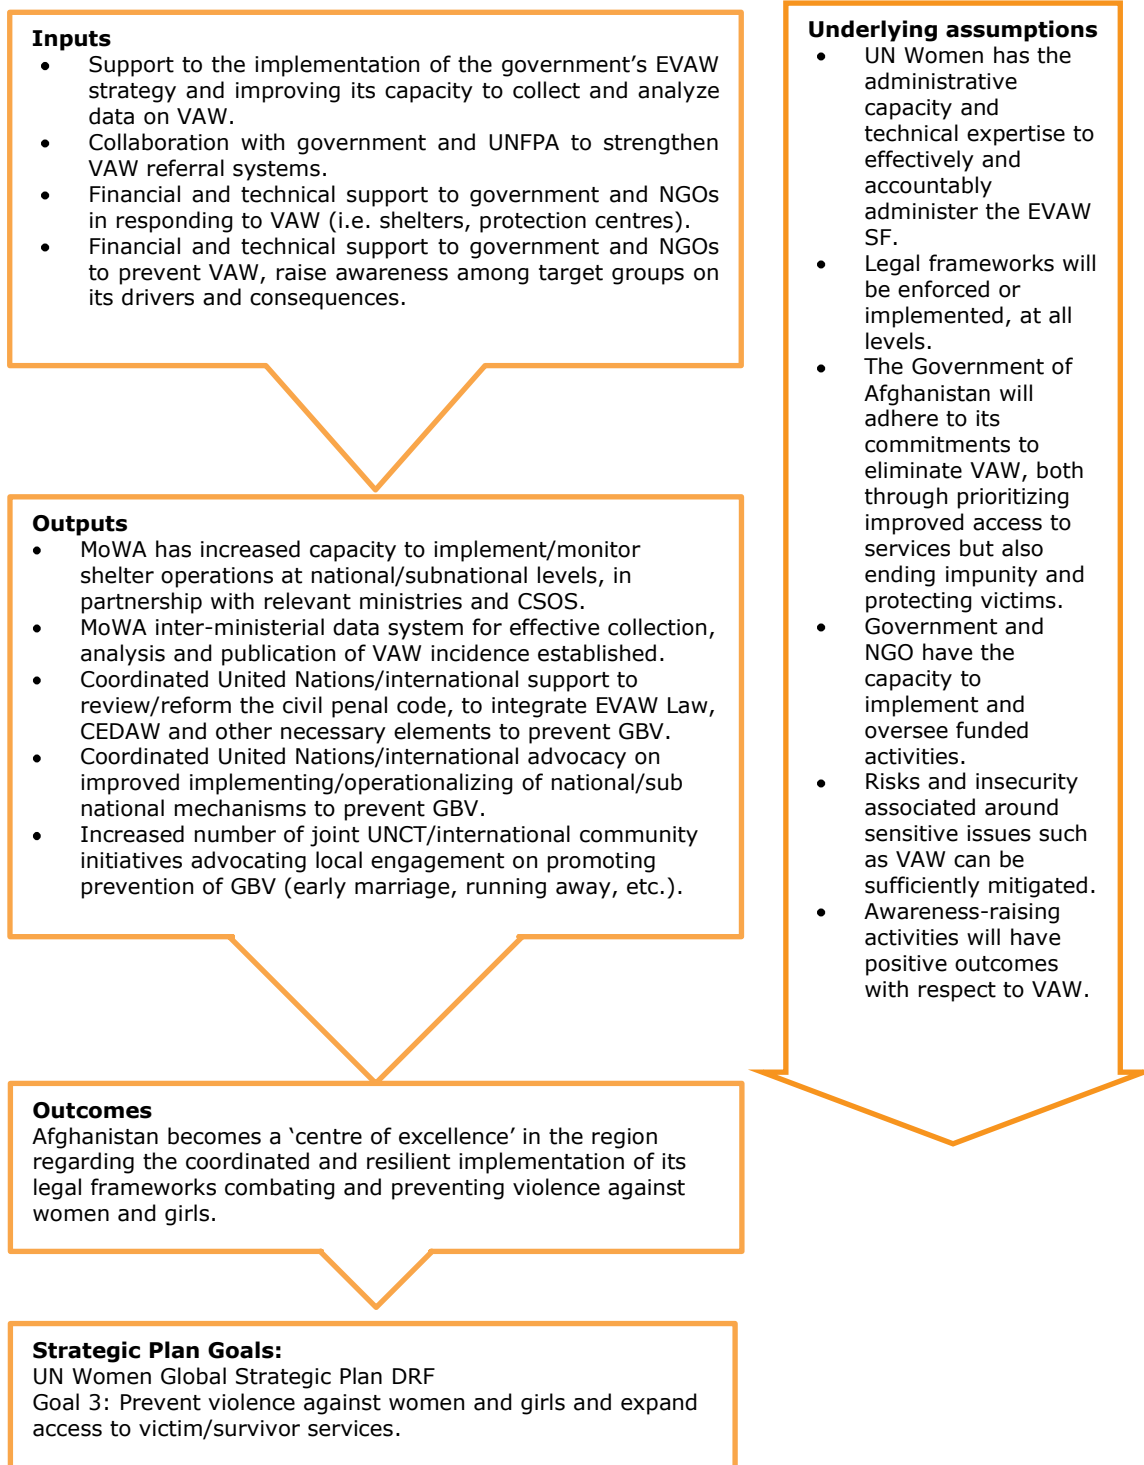 Inputs
• Support to the implementation of the government’s EVAW
strategy and improving its capacity to collect and analyze
data on VAW.
• Collaboration with government and UNFPA to strengthen
VAW referral systems.
• Financial and technical support to government and NGOs
in responding to VAW (i.e. shelters, protection centres).
• Financial and technical support to government and NGOs
to prevent VAW, raise awareness among target groups on
its drivers and consequences.
Outputs
• MoWA has increased capacity to implement/monitor
shelter operations at national/subnational levels, in
partnership with relevant ministries and CSOS.
• MoWA inter-ministerial data system for effective collection,
analysis and publication of VAW incidence established.
• Coordinated United Nations/international support to
review/reform the civil penal code, to integrate EVAW Law,
CEDAW and other necessary elements to prevent GBV.
• Coordinated United Nations/international advocacy on
improved implementing/operationalizing of national/sub
national mechanisms to prevent GBV.
• Increased number of joint UNCT/international community
initiatives advocating local engagement on promoting
prevention of GBV (early marriage, running away, etc.).
Outcomes
Afghanistan becomes a ‘centre of excellence’ in the region
regarding the coordinated and resilient implementation of its
legal frameworks combating and preventing violence against
women and girls.
Strategic Plan Goals:
UN Women Global Strategic Plan DRF
Goal 3: Prevent violence against women and girls and expand
access to victim/survivor services.
Underlying assumptions
• UN Women has the
administrative
capacity and
technical expertise to
effectively and
accountably
administer the EVAW
SF.
• Legal frameworks will
be enforced or
implemented, at all
levels.
• The Government of
Afghanistan will
adhere to its
commitments to
eliminate VAW, both
through prioritizing
improved access to
services but also
ending impunity and
protecting victims.
• Government and
NGO have the
capacity to
implement and
oversee funded
activities.
• Risks and insecurity
associated around
sensitive issues such
as VAW can be
sufficiently mitigated.
• Awareness-raising
activities will have
positive outcomes
with respect to VAW.